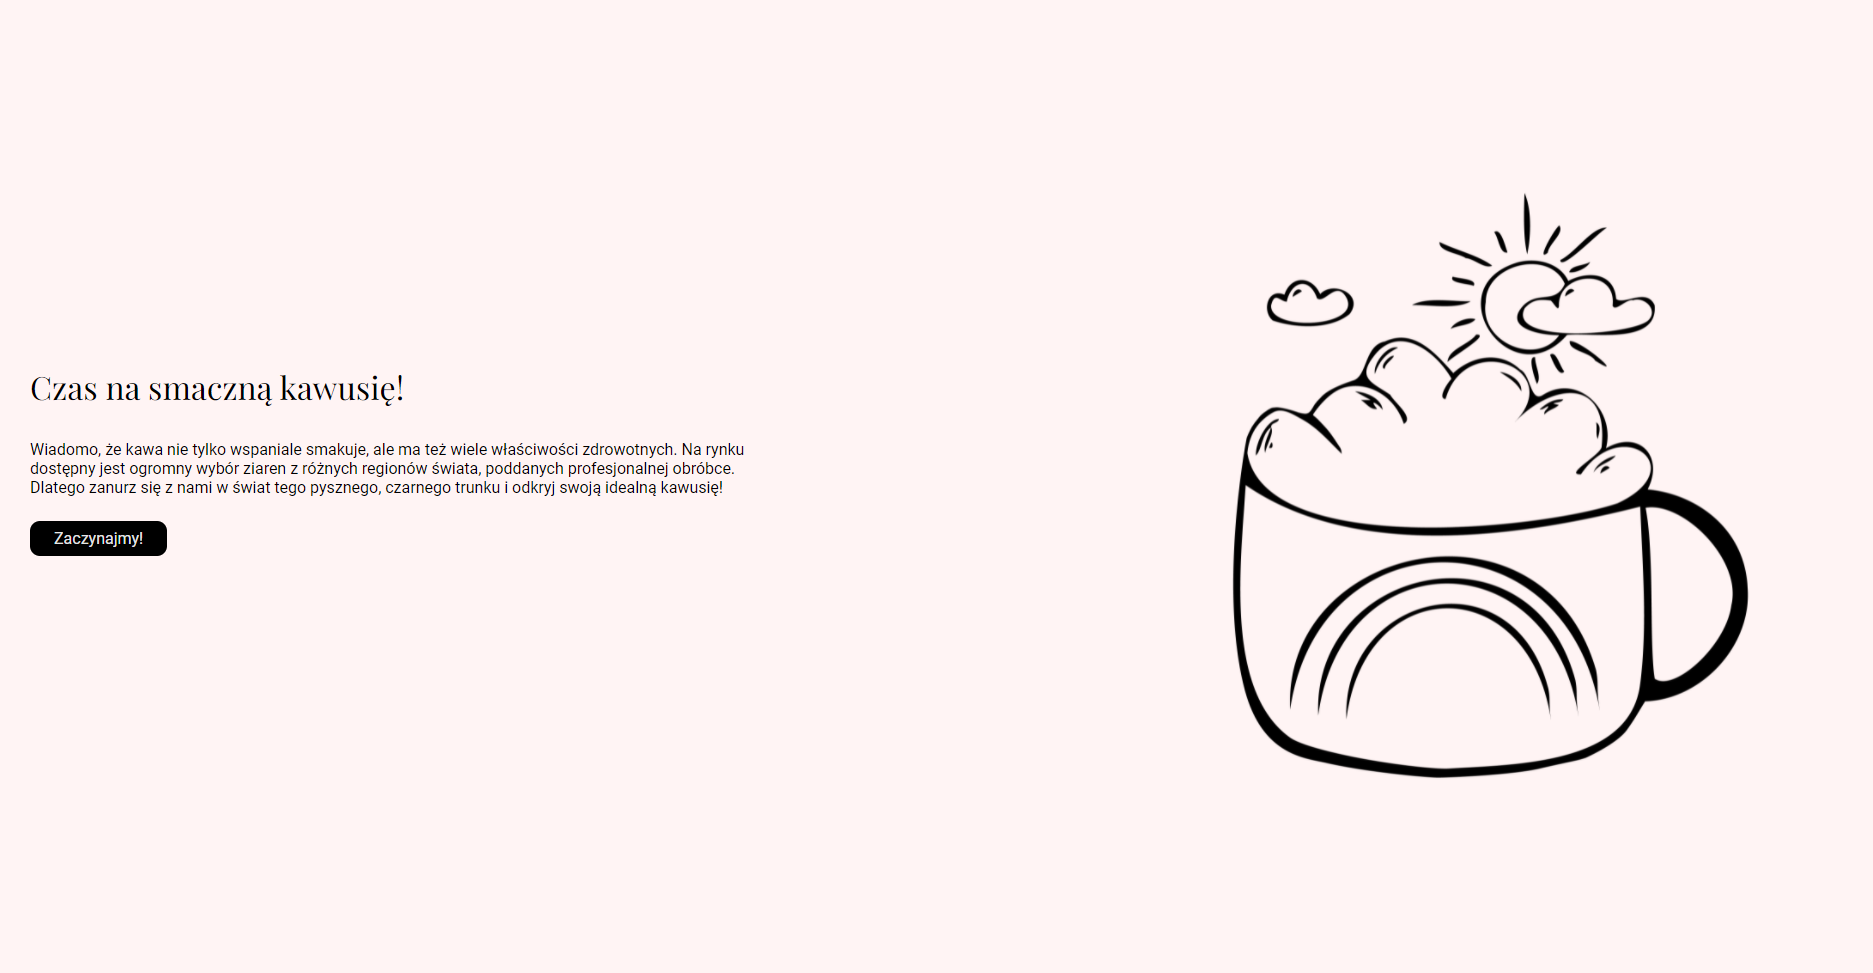 Czas na smaczną kawusię!
Wiadomo, że kawa nie tylko wspaniale smakuje, ale ma też wiele właściwości zdrowotnych. Na rynku
dostępny jest ogromny wybór ziaren z różnych regionów świata, poddanych profesjonalnej obróbce.
Dlatego zanurz się z nami w świat tego pysznego, czarnego trunku i odkryj swoją idealną kawusię!
Zaczynajmy!